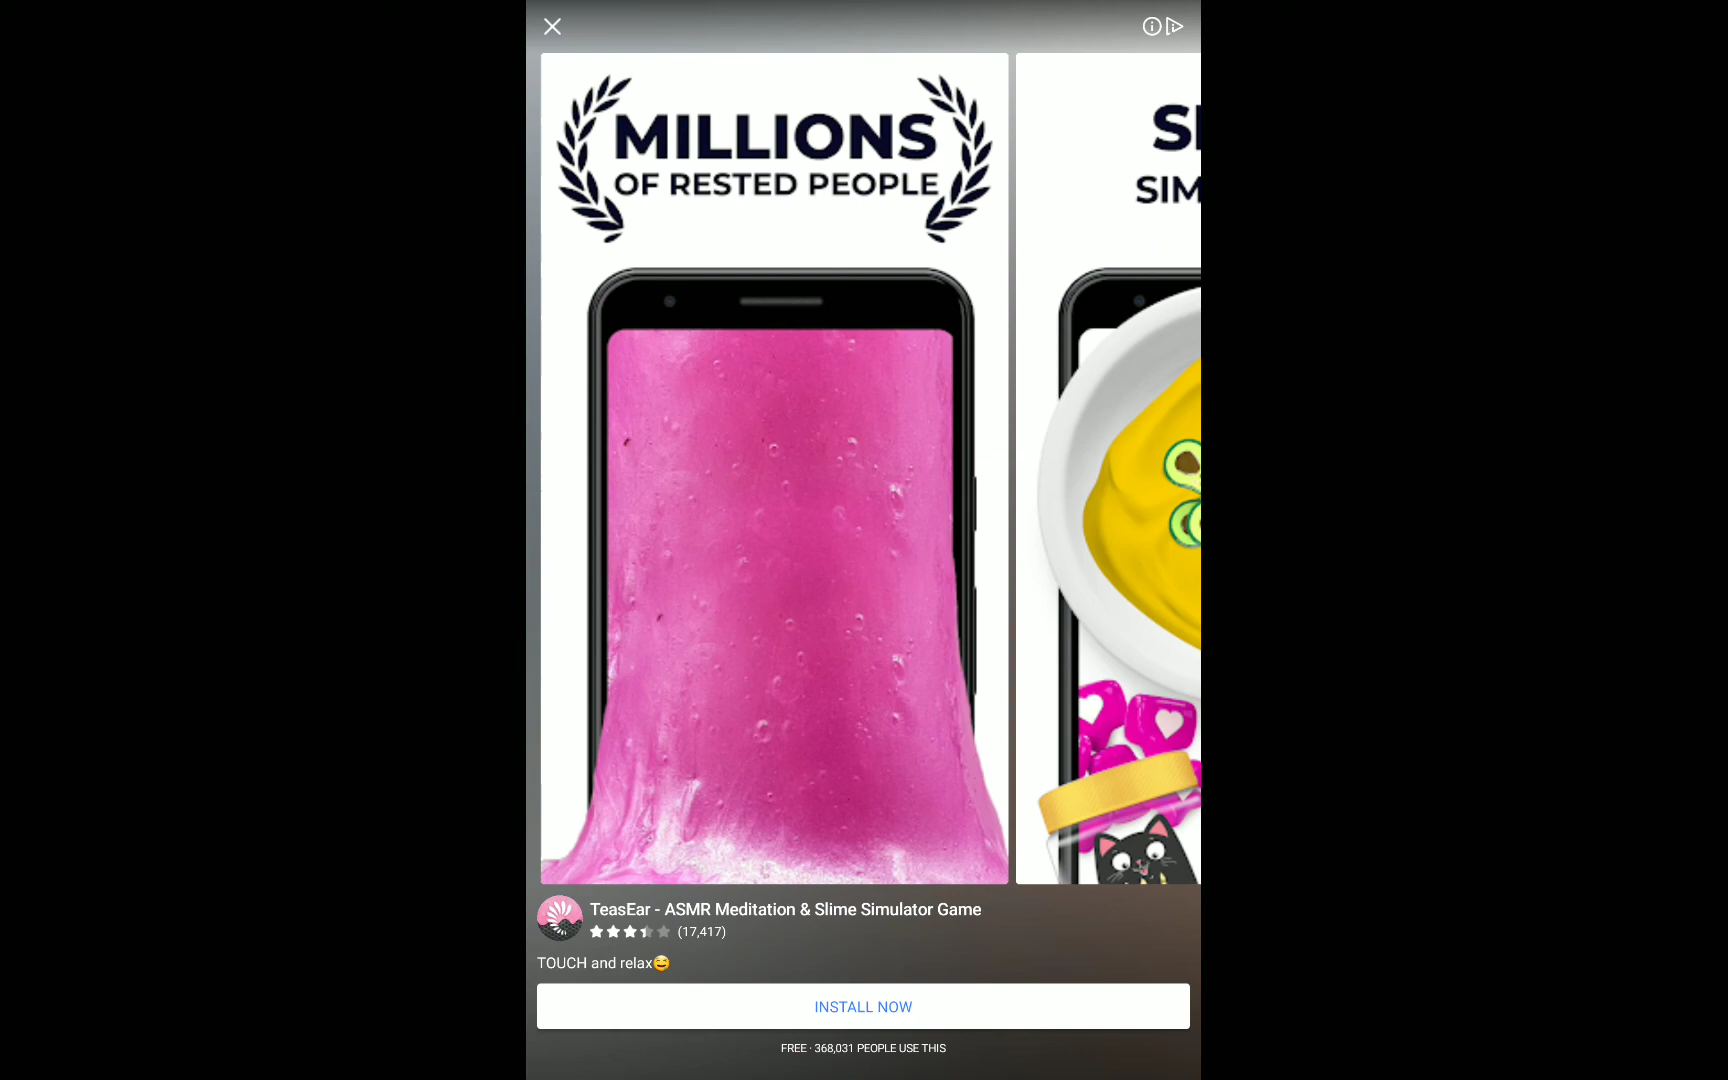 MILLIONS
OF RESTED PEOPLE
TeasEar - ASMR Meditation & Slime Simulator Game
(17,417)
TOUCH and relax😄
INSTALL NOW
FREE · 368,031 PEOPLE USE THIS